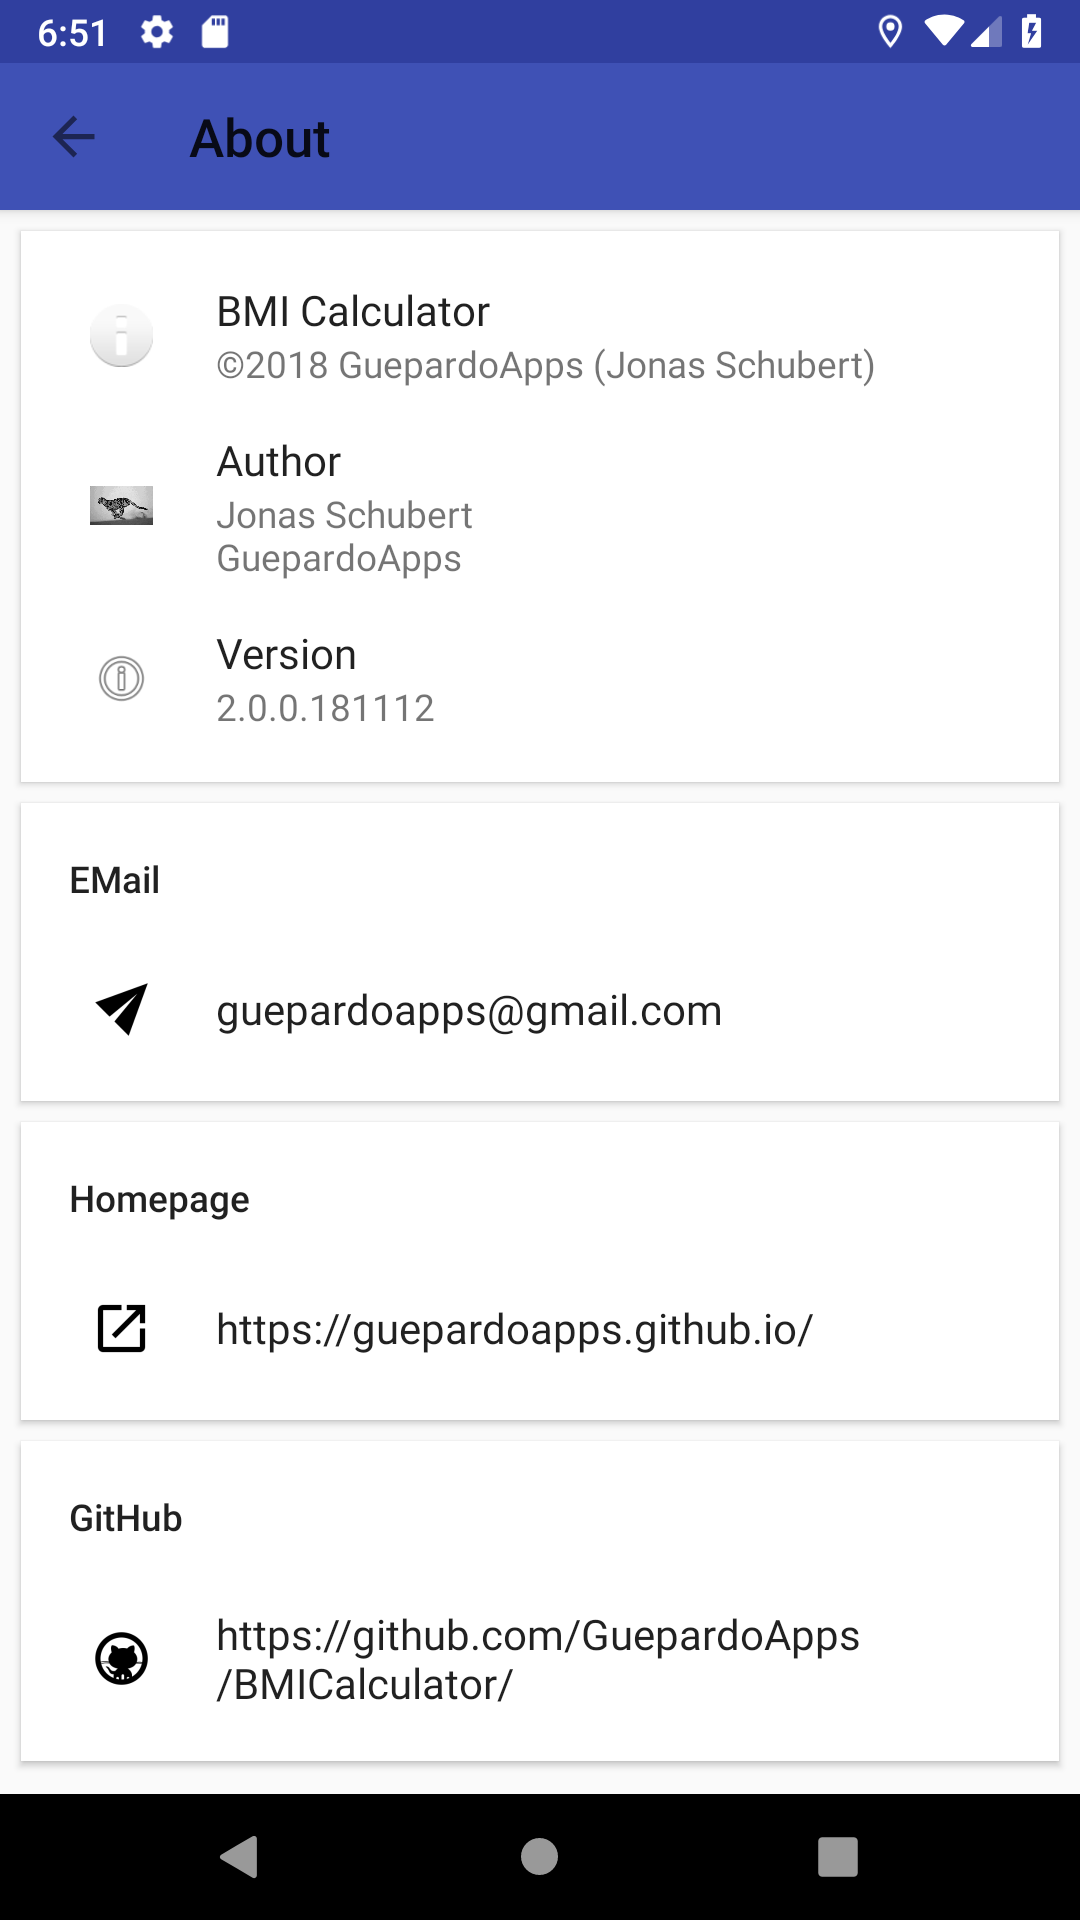 6:51
About
BMI Calculator
©2018 GuepardoApps (Jonas Schubert)
Author
Jonas Schubert
GuepardoApps
Version
2.0.0.181112
EMail
guepardoapps@gmail.com
Homepage
https://guepardoapps.github.io/
GitHub
https://github.com/GuepardoApps
/BMICalculator/